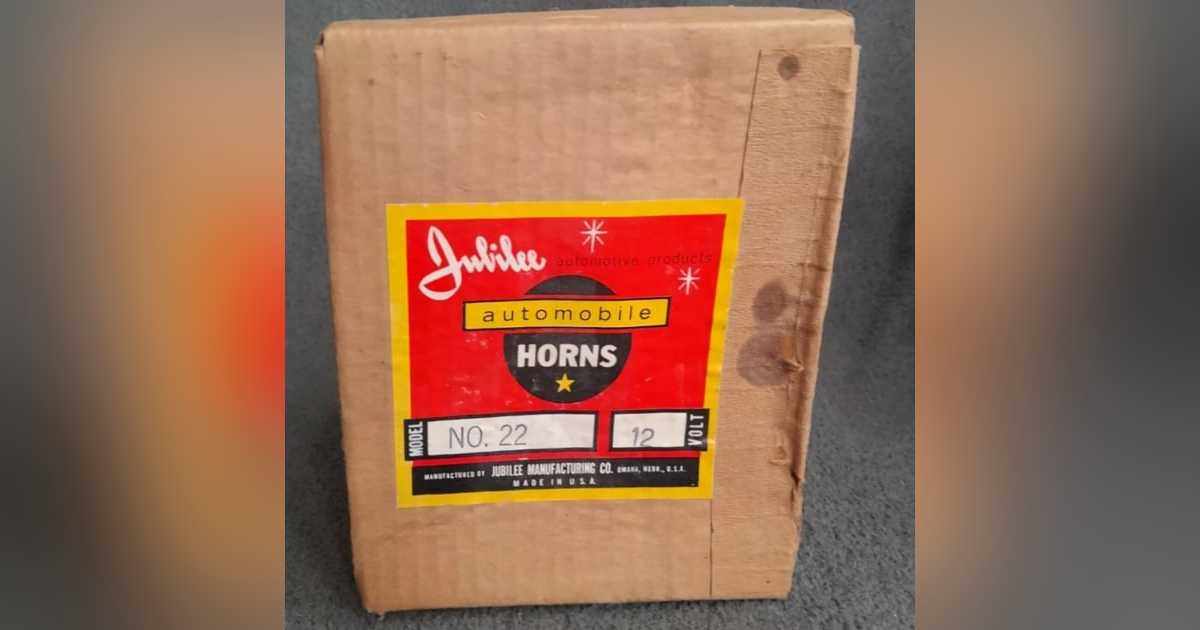 Jubilee automotive products
automobile
HORNS
MODEL NO. 22 12 VOLT
MANUFACTURED BY JUBILEE MANUFACTURING CO. OMAHA, NEBR., U.S.A.
MADE IN U.S.A.